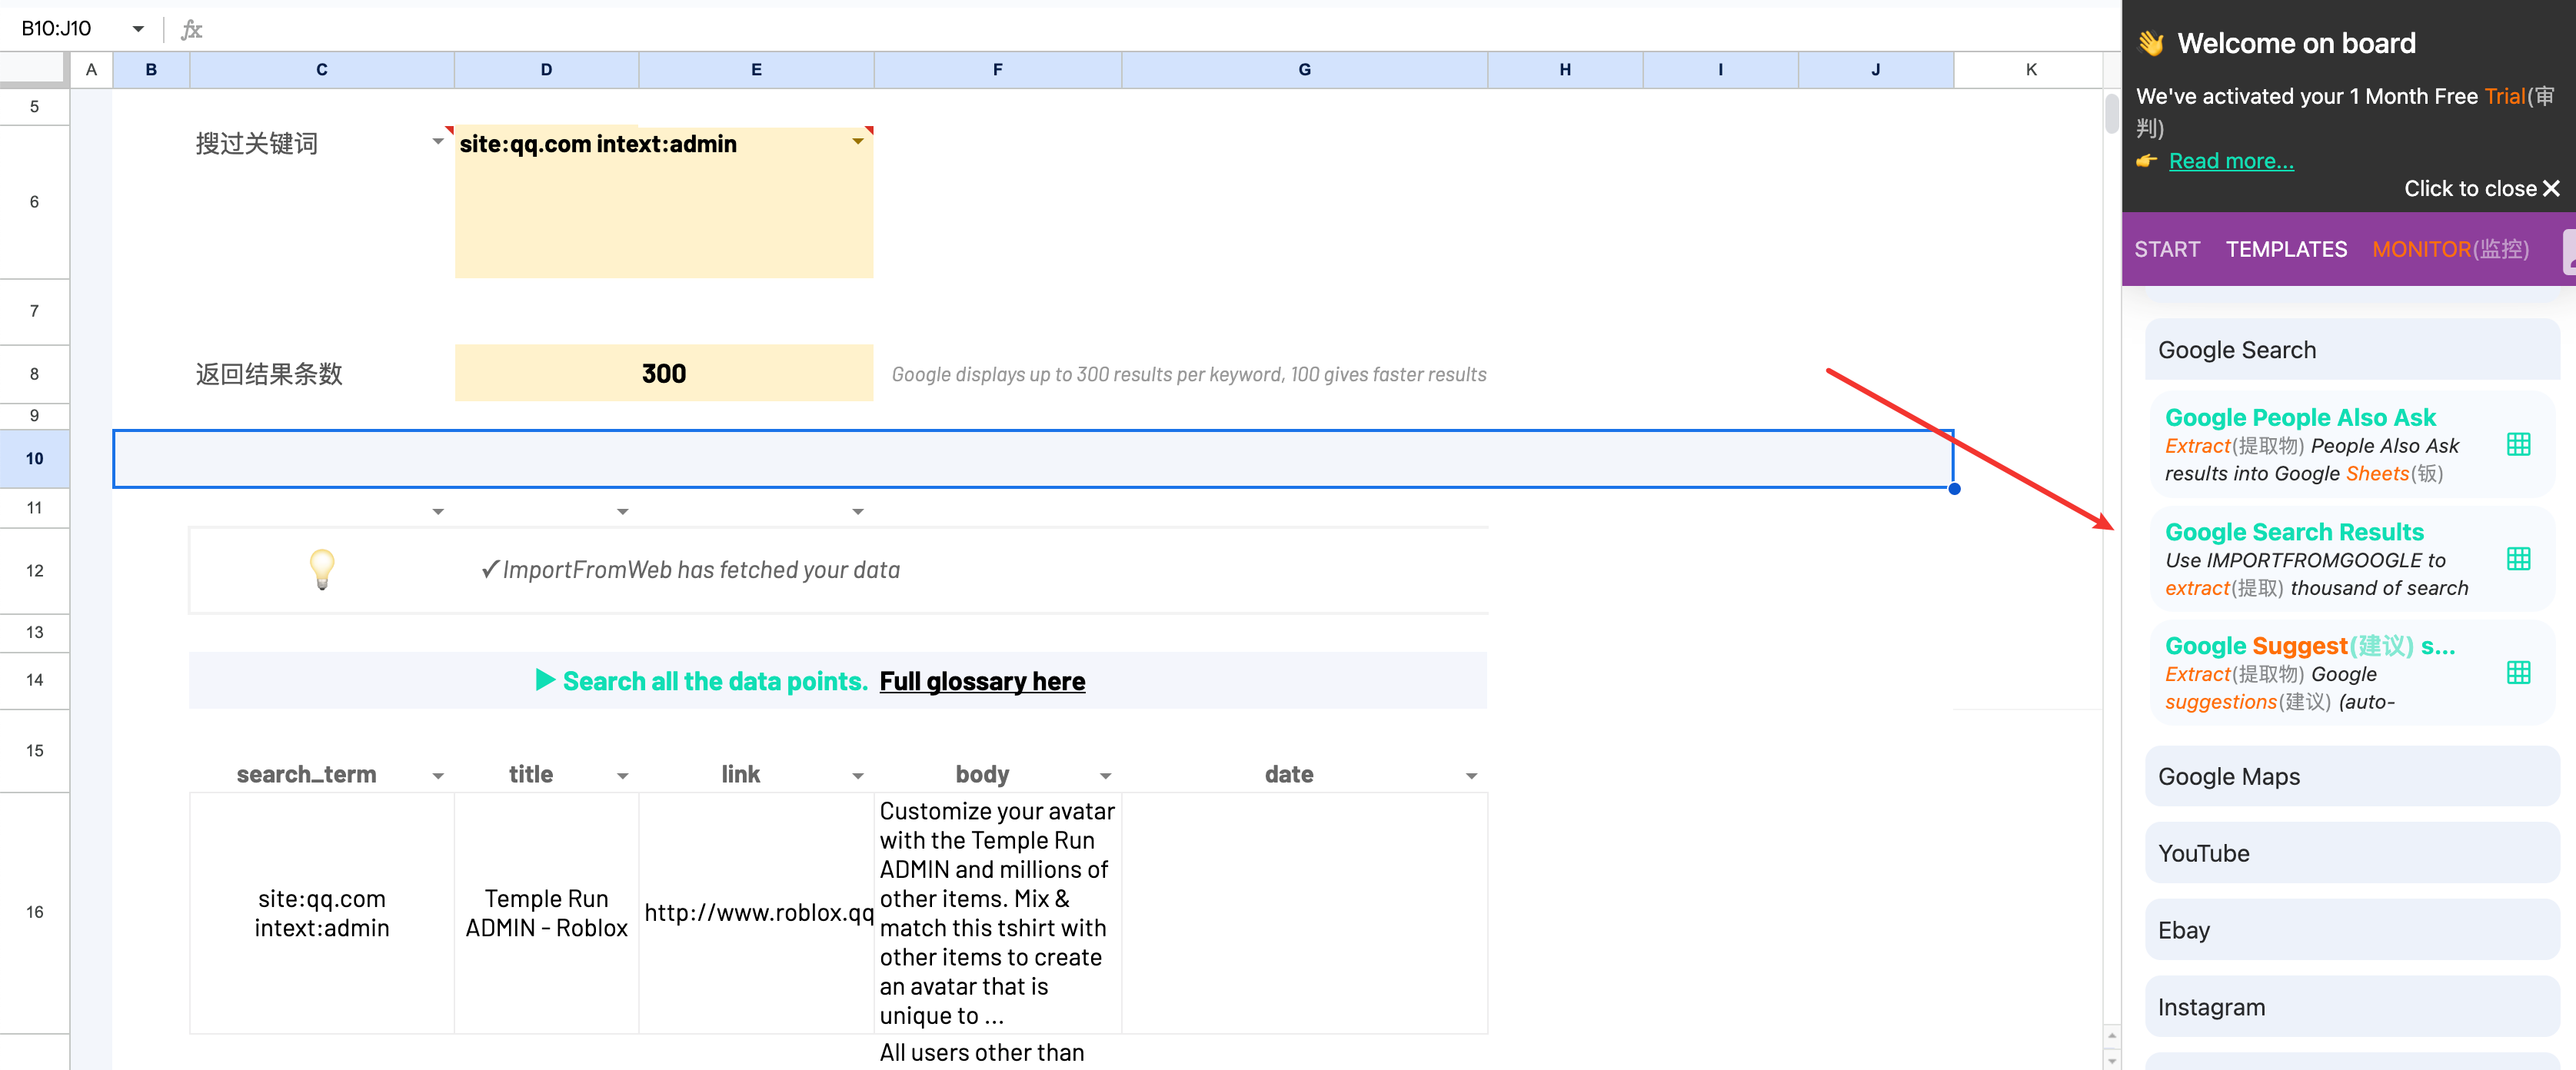 B10:J10
fx
A B C D E F G H I J K
5
搜过关键词
site:qq.com intext:admin
6
7
返回结果条数
300
Google displays up to 300 results per keyword, 100 gives faster results
8
9
10
11
12
✓ImportFromWeb has fetched your data
13
14
▶ Search all the data points. Full glossary here
15
search_term title link body date
16
site:qq.com
intext:admin
Temple Run
ADMIN - Roblox
http://www.roblox.qq
Customize your avatar
with the Temple Run
ADMIN and millions of
other items. Mix &
match this tshirt with
other items to create
an avatar that is
unique to ...
All users other than
👋 Welcome on board
We've activated your 1 Month Free Trial(审
判)
👉 Read more...
Click to close ✕
START TEMPLATES MONITOR(监控)
Google Search
Google People Also Ask
Extract(提取物) People Also Ask
results into Google Sheets(钣)
Google Search Results
Use IMPORTFROMGOOGLE to
extract(提取) thousand of search
Google Suggest(建议) s...
Extract(提取物) Google
suggestions(建议) (auto-
Google Maps
YouTube
Ebay
Instagram